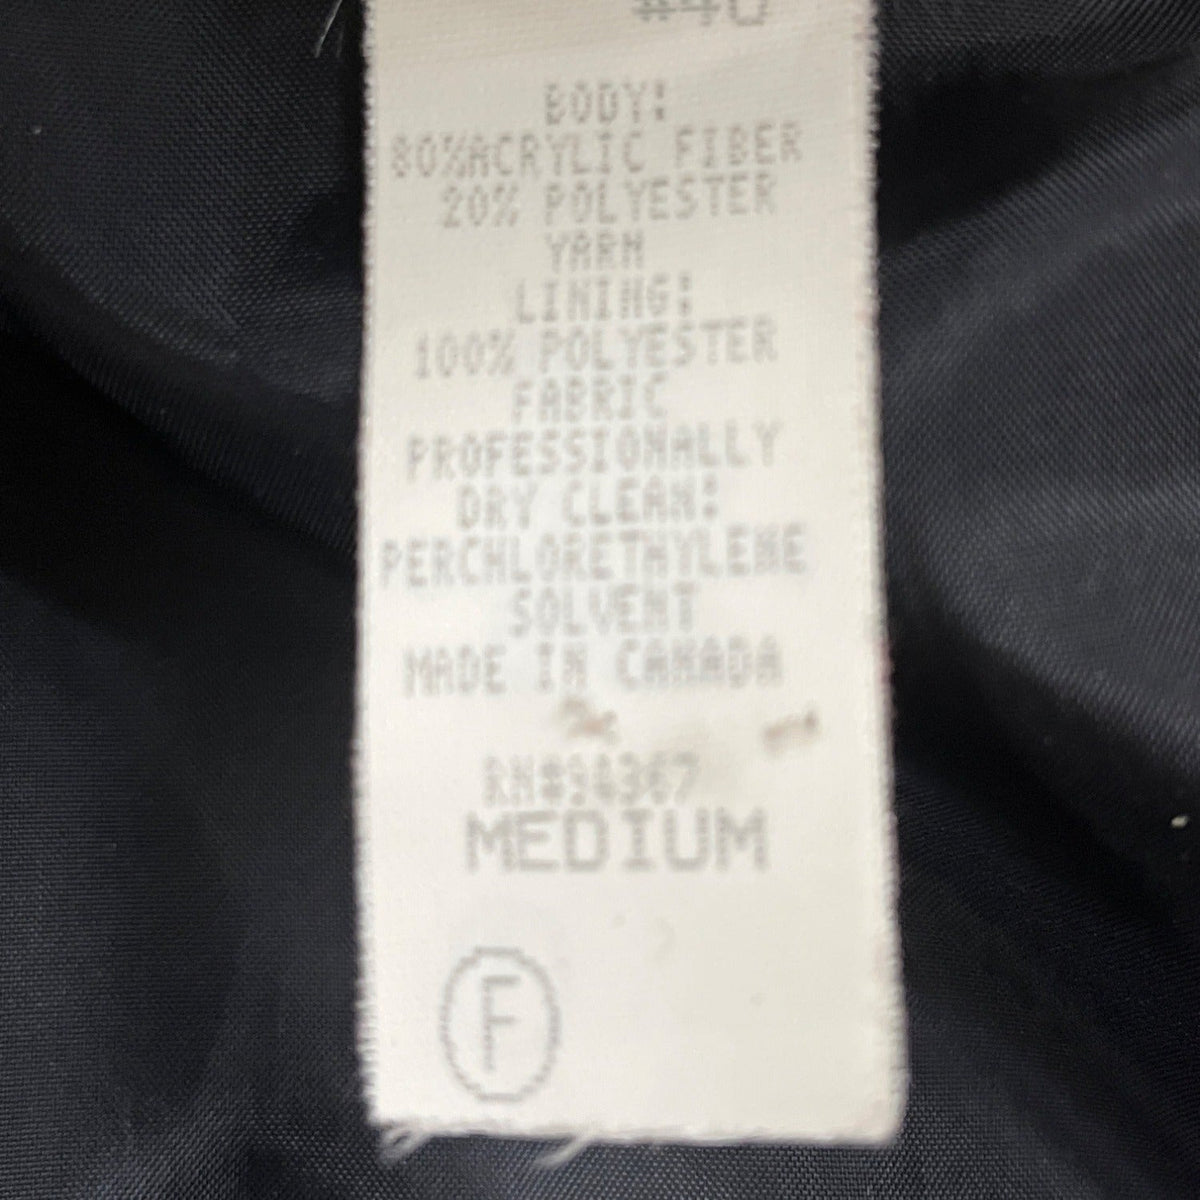 #40
BODY:
80%ACRYLIC FIBER
20% POLYESTER
YARN
LINING:
100% POLYESTER
FABRIC
PROFESSIONALLY
DRY CLEAN:
PERCHLORETHYLENE
SOLVENT
MADE IN CANADA
MEDIUM
F